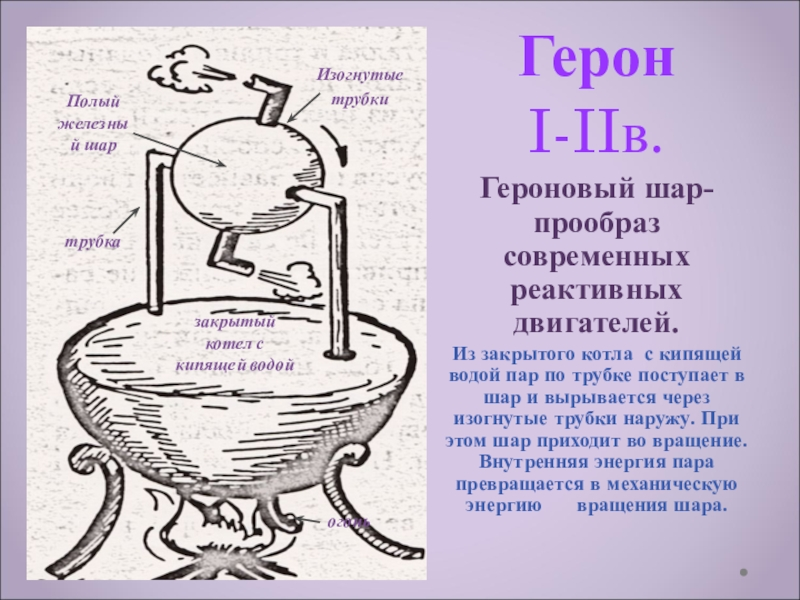 Изогнутые
трубки
Полый
железны
й шар
трубка
закрытый
котел с
кипящей водой
огонь
Герон
I-IIв.
Героновый шар-
прообраз
современных
реактивных
двигателей.
Из закрытого котла с кипящей
водой пар по трубке поступает в
шар и вырывается через
изогнутые трубки наружу. При
этом шар приходит во вращение.
Внутренняя энергия пара
превращается в механическую
энергию вращения шара.